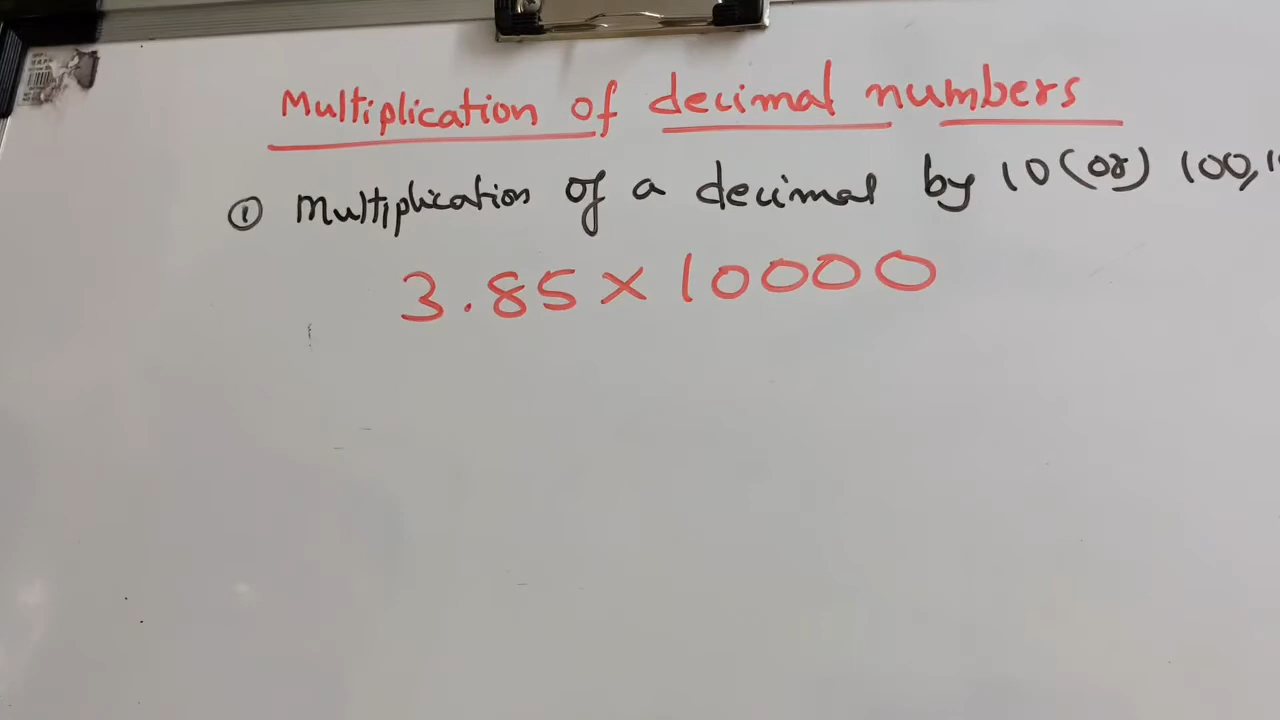 Multiplication of decimal numbers
① Multiplication of a decimal by 10 (or) 100,
3.85 × 10000